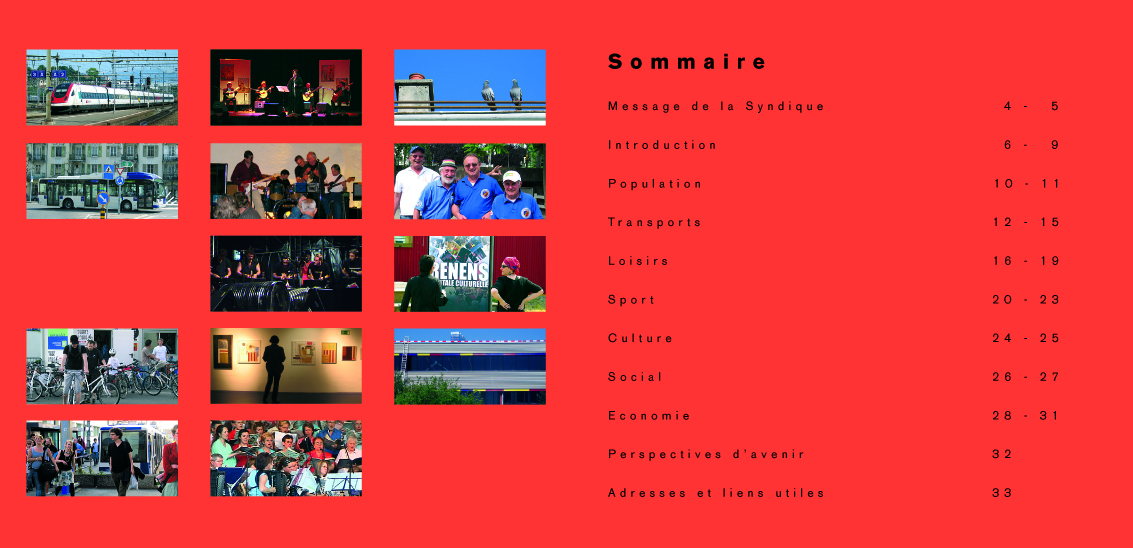 Sommaire
Message de la Syndique 4 - 5
Introduction 6 - 9
Population 10 - 11
Transports 12 - 15
Loisirs 16 - 19
Sport 20 - 23
Culture 24 - 25
Social 26 - 27
Economie 28 - 31
Perspectives d'avenir 32
Adresses et liens utiles 33
RENENS
TALE CULTURELLE